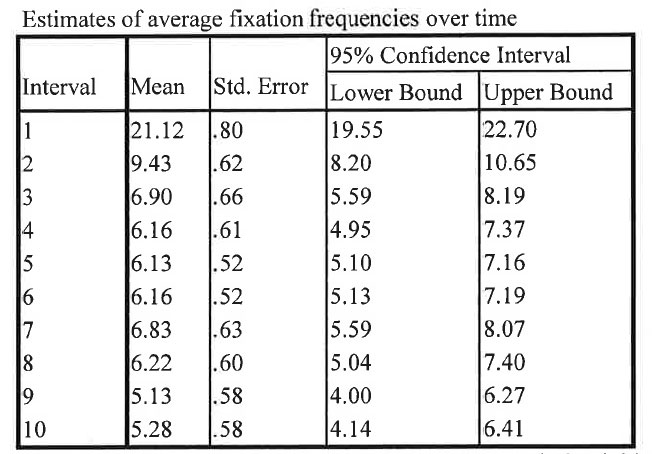 Estimates of average fixation frequencies over time
95% Confidence Interval
Interval Mean Std. Error Lower Bound Upper Bound
1 21.12 .80 19.55 22.70
2 9.43 .62 8.20 10.65
3 6.90 .66 5.59 8.19
4 6.16 .61 4.95 7.37
5 6.13 .52 5.10 7.16
6 6.16 .52 5.13 7.19
7 6.83 .63 5.59 8.07
8 6.22 .60 5.04 7.40
9 5.13 .58 4.00 6.27
10 5.28 .58 4.14 6.41